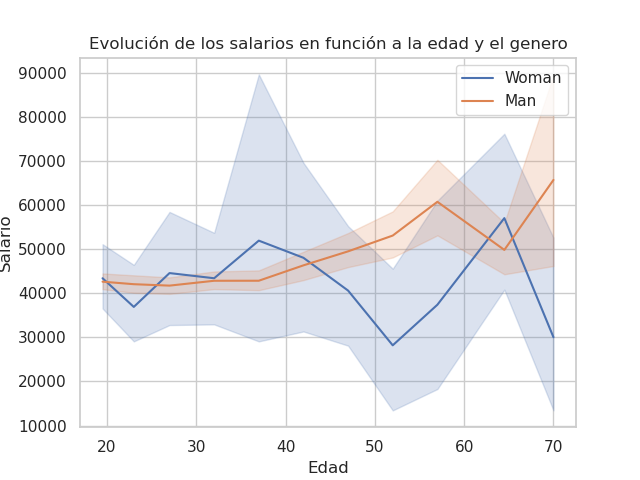 Evolución de los salarios en función a la edad y el genero
Woman
Man
90000
80000
70000
60000
50000
40000
30000
20000
10000
Salario
20 30 40 50 60 70
Edad